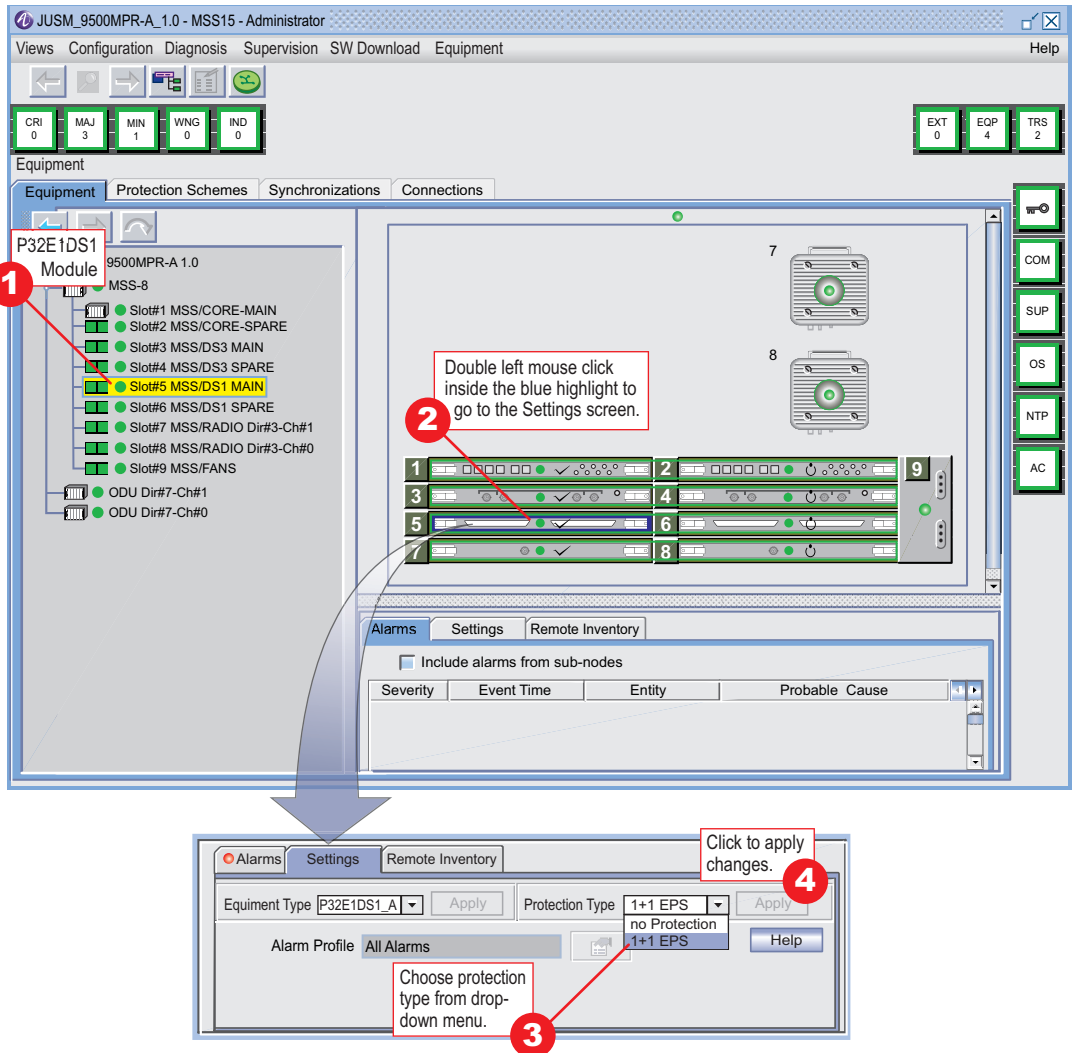 JUSM_9500MPR-A_1.0 - MSS15 - Administrator
Views Configuration Diagnosis Supervision SW Download Equipment Help
CRI 0
MAJ 3
MIN 1
WNG 0
IND 0
EXT 0
EQP 4
TRS 2
Equipment
Equipment Protection Schemes Synchronizations Connections
P32E1DS1
Module
1
9500MPR-A 1.0
MSS-8
Slot#1 MSS/CORE-MAIN
Slot#2 MSS/CORE-SPARE
Slot#3 MSS/DS3 MAIN
Slot#4 MSS/DS3 SPARE
Slot#5 MSS/DS1 MAIN
Slot#6 MSS/DS1 SPARE
Slot#7 MSS/RADIO Dir#3-Ch#1
Slot#8 MSS/RADIO Dir#3-Ch#0
Slot#9 MSS/FANS
ODU Dir#7-Ch#1
ODU Dir#7-Ch#0
7
8
Double left mouse click
inside the blue highlight to
go to the Settings screen.
2
1 2 9
3 4
5 6
7 8
COM
SUP
OS
NTP
AC
Alarms Settings Remote Inventory
Include alarms from sub-nodes
Severity Event Time Entity Probable Cause
Alarms Settings Remote Inventory
Click to apply
changes.
4
Equiment Type P32E1DS1_A Apply Protection Type 1+1 EPS Apply
no Protection
1+1 EPS
Alarm Profile All Alarms Help
Choose protection
type from drop-
down menu.
3